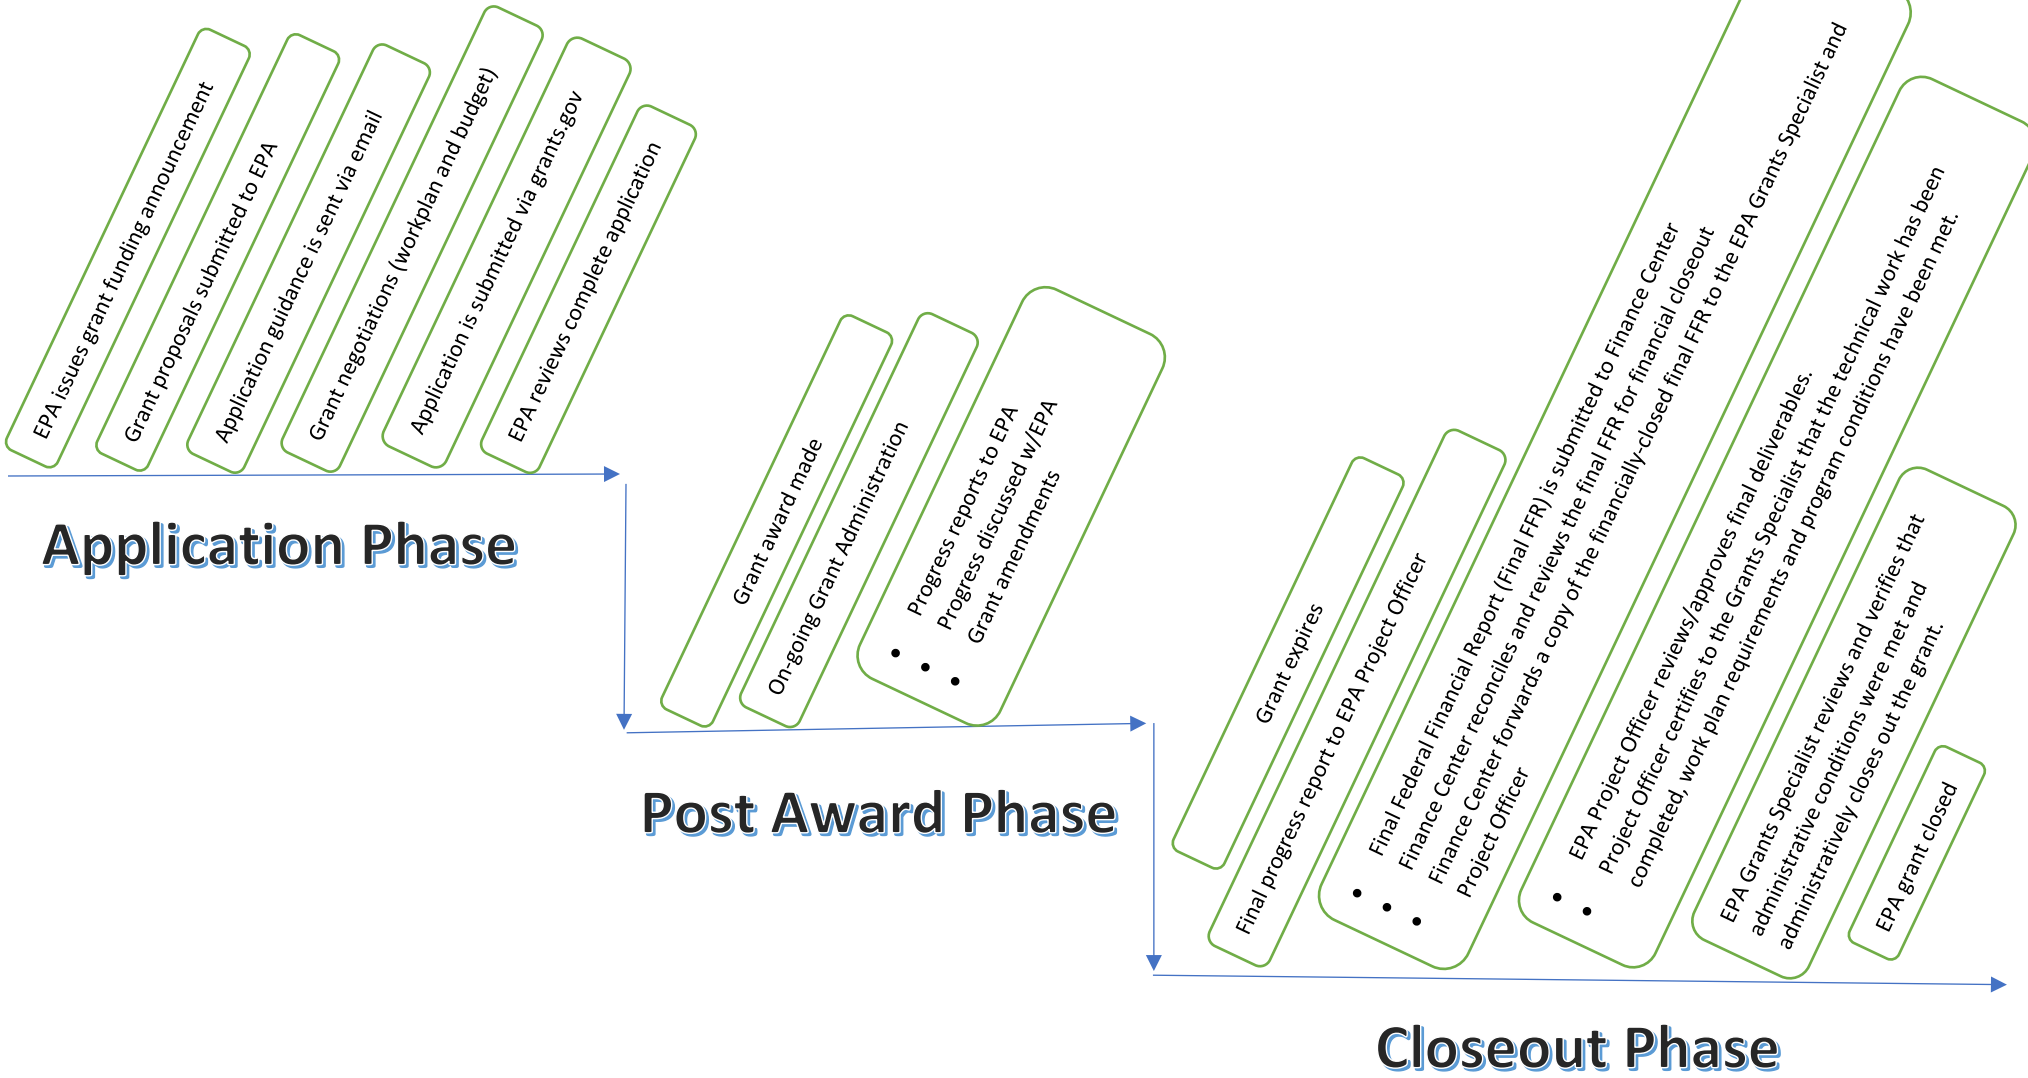 EPA issues grant funding announcement
Grant proposals submitted to EPA
Application guidance is sent via email
Grant negotiations (workplan and budget)
Application is submitted via grants.gov
EPA reviews complete application
Application Phase
Grant award made
On-going Grant Administration
• Progress reports to EPA
• Progress discussed w/EPA
• Grant amendments
Post Award Phase
Grant expires
Final progress report to EPA Project Officer
• Final Federal Financial Report (Final FFR) is submitted to Finance Center
• Finance Center reconciles and reviews the final FFR for financial closeout
• Finance Center forwards a copy of the financially-closed final FFR to the EPA Grants Specialist and
Project Officer
• EPA Project Officer reviews/approves final deliverables.
• Project Officer certifies to the Grants Specialist that the technical work has been
completed, work plan requirements and program conditions have been met.
EPA Grants Specialist reviews and verifies that
administrative conditions were met and
administratively closes out the grant.
EPA grant closed
Closeout Phase